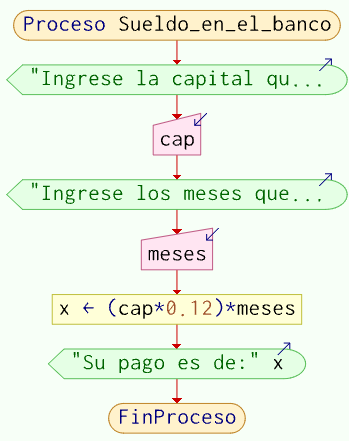 Proceso Sueldo_en_el_banco
"Ingrese la capital qu...
cap
"Ingrese los meses que...
meses
x ← (cap*0.12)*meses
"Su pago es de:" x
FinProceso